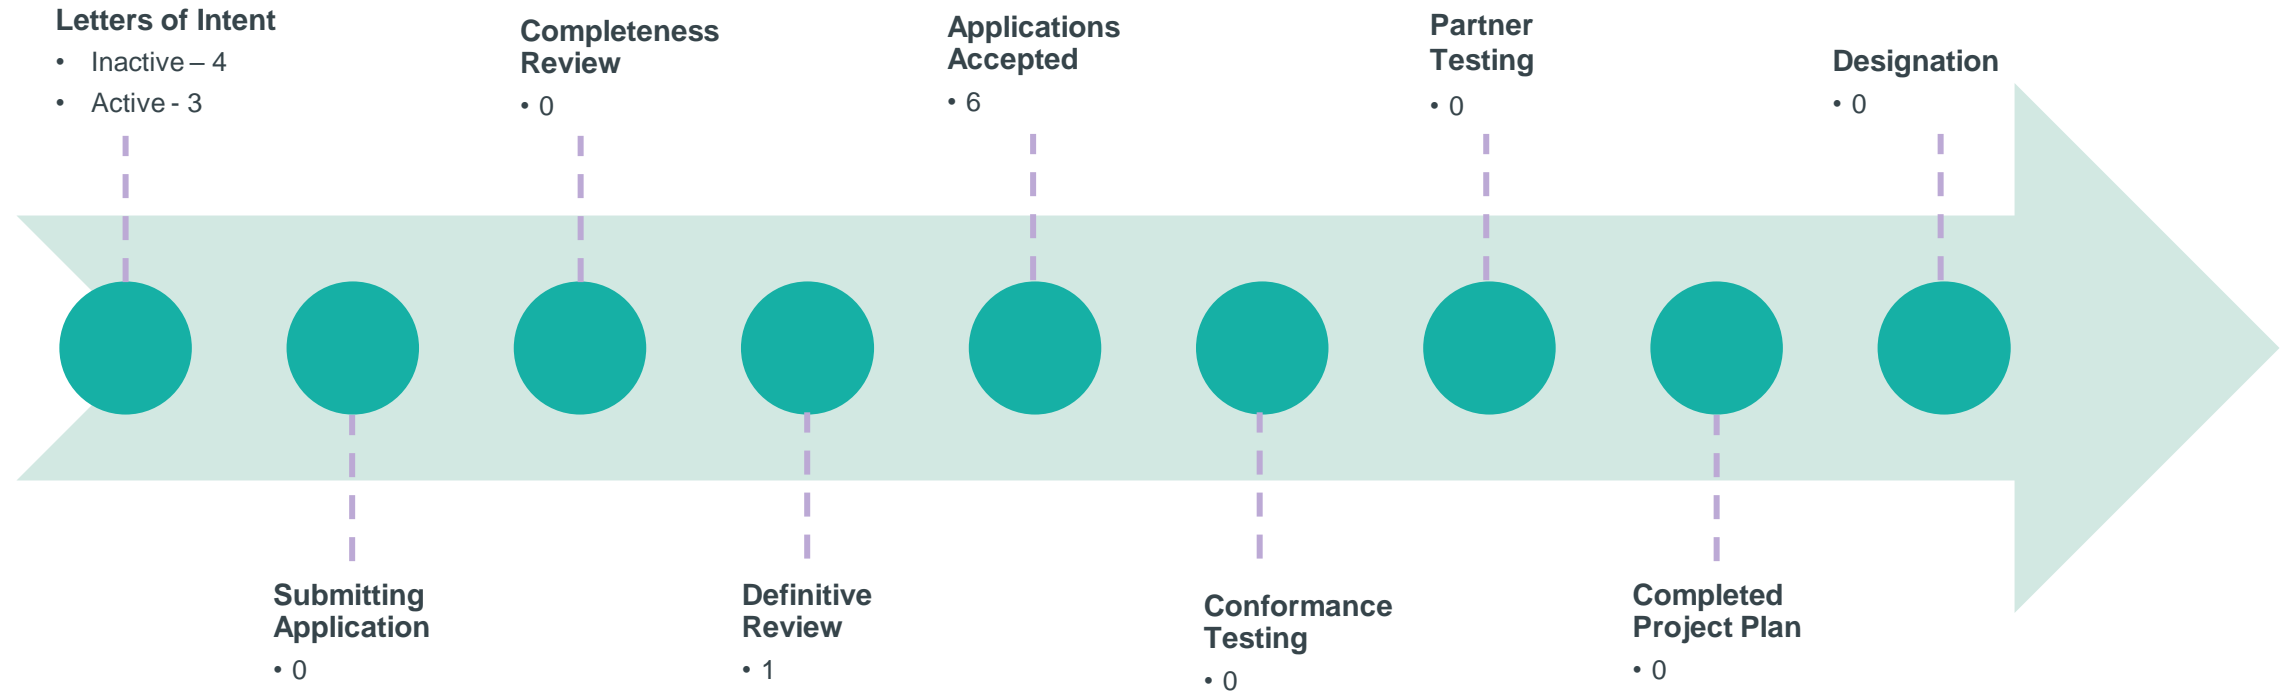 Letters of Intent
• Inactive – 4
• Active - 3
Submitting
Application
• 0
Completeness
Review
• 0
Definitive
Review
• 1
Applications
Accepted
• 6
Conformance
Testing
• 0
Partner
Testing
• 0
Completed
Project Plan
• 0
Designation
• 0